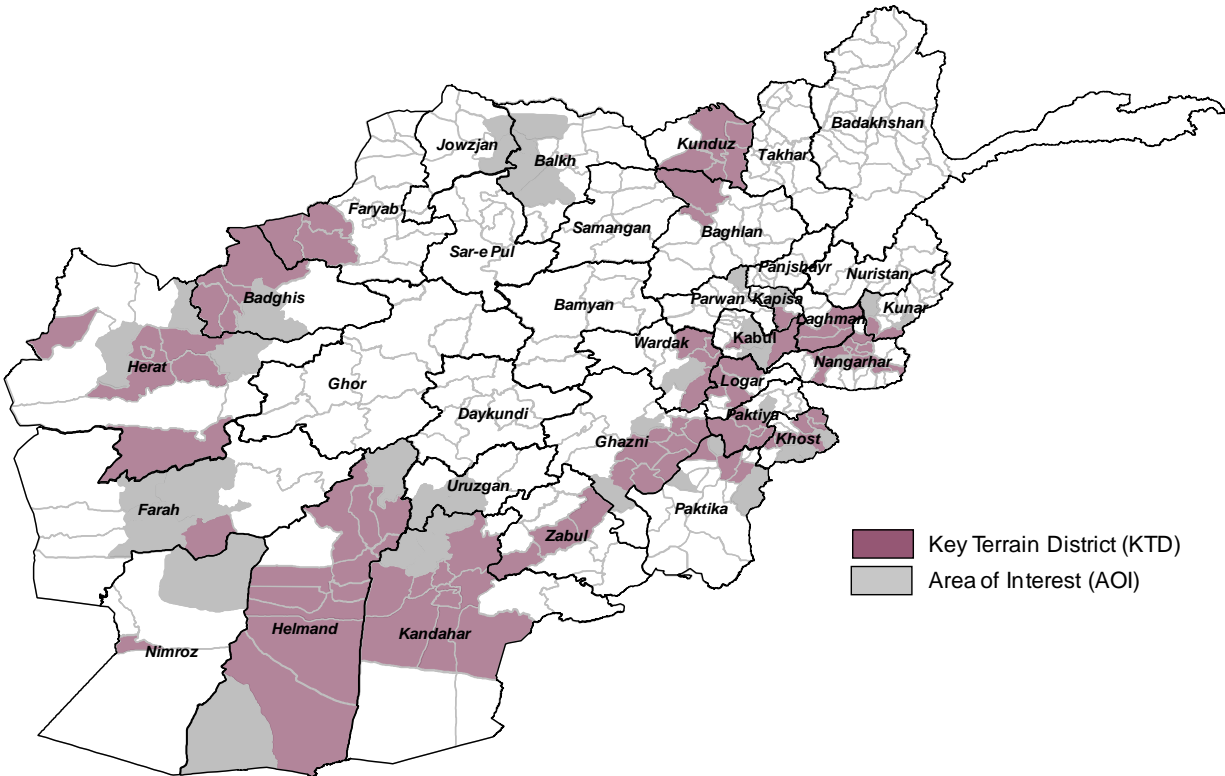 Badakhshan
Jowzjan
Balkh
Kunduz
Takhar
Faryab
Samangan
Baghlan
Sar-e Pul
Panjshayr
Nuristan
Badghis
Bamyan
Parwan
Kapisa
Kunar
Laghman
Wardak
Kabul
Herat
Nangarhar
Ghor
Logar
Daykundi
Paktiya
Ghazni
Khost
Uruzgan
Farah
Paktika
Zabul
Key Terrain District (KTD)
Area of Interest (AOI)
Helmand
Kandahar
Nimroz